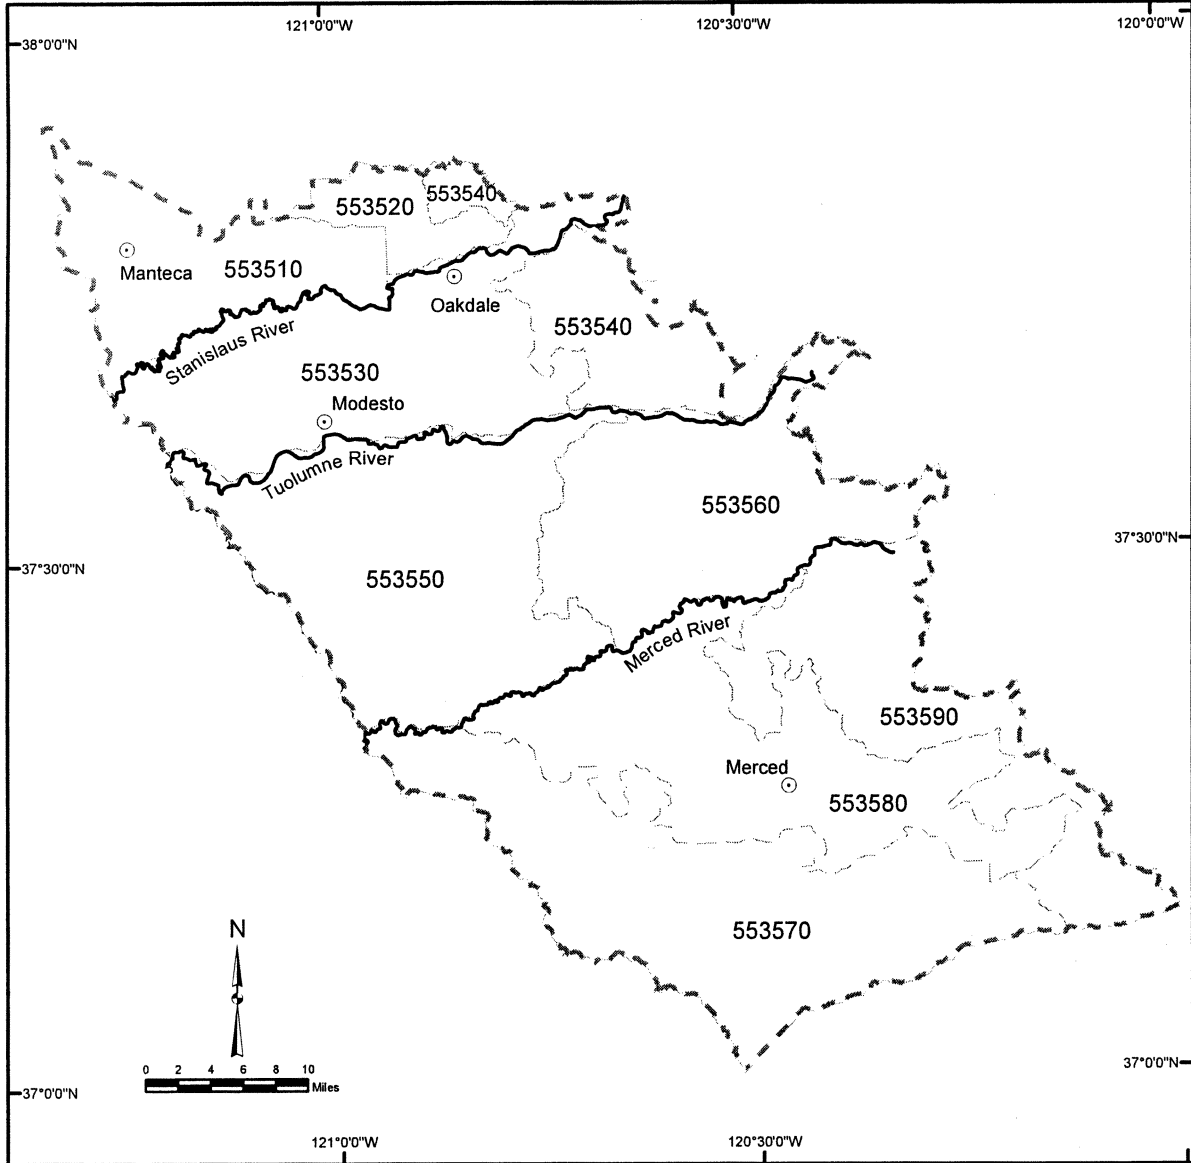 121°0'0"W
120°30'0"W
120°0'0"W
38°0'0"N
553520
553540
Manteca
553510
Oakdale
553540
Stanislaus River
553530
Modesto
Tuolumne River
553560
37°30'0"N
37°30'0"N
553550
Merced River
553590
Merced
553580
553570
N
37°0'0"N
0 2 4 6 8 10
Miles
37°0'0"N
121°0'0"W
120°30'0"W